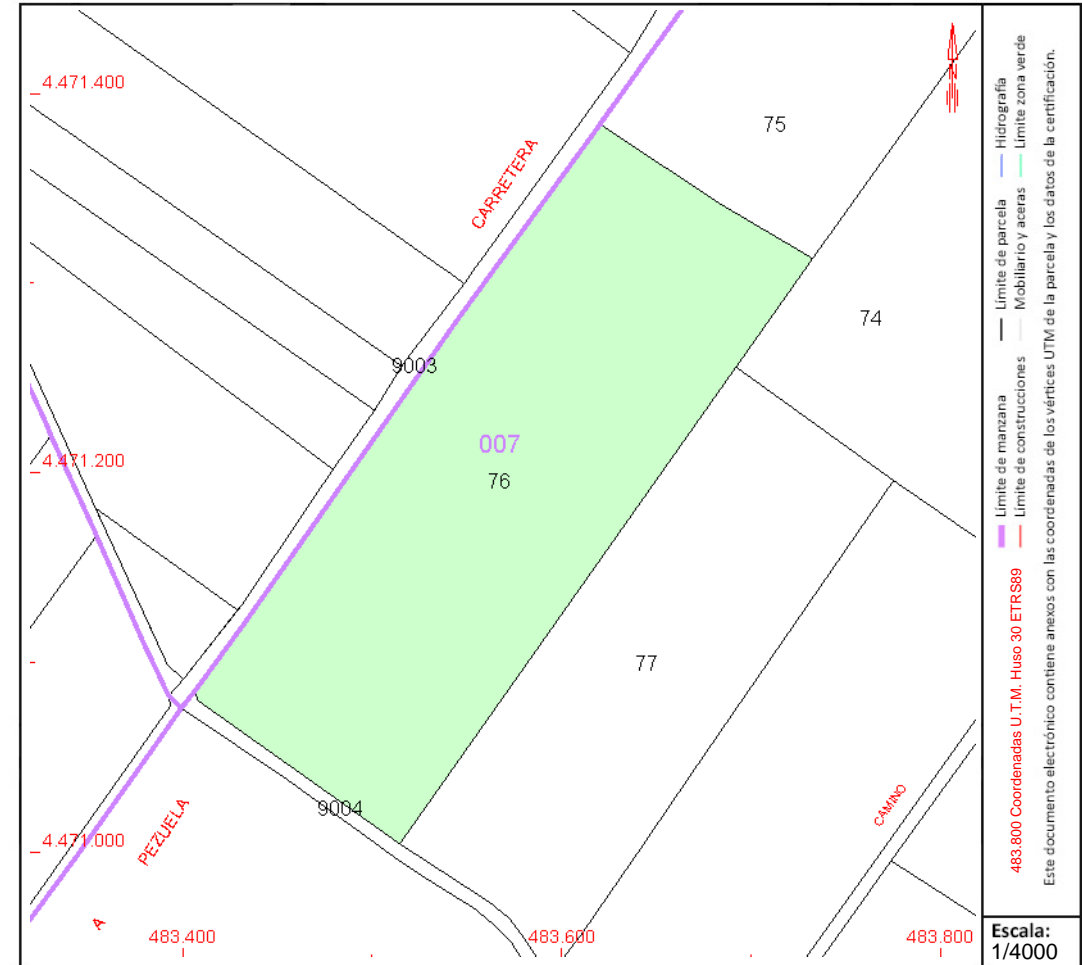 4.471.400
75
CARRETERA
74
9003
007
4.471.200
76
77
9004
CAMINO
4.471.000
PEZUELA
A
483.400
483.600
483.800
N
Límite de manzana
Límite de parcela
Hidrografía
483.800 Coordenadas U.T.M. Huso 30 ETRS89
Límite de construcciones
Mobiliario y aceras
Límite zona verde
Este documento electrónico contiene anexos con las coordenadas de los vértices UTM de la parcela y los datos de la certificación.
Escala:
1/4000